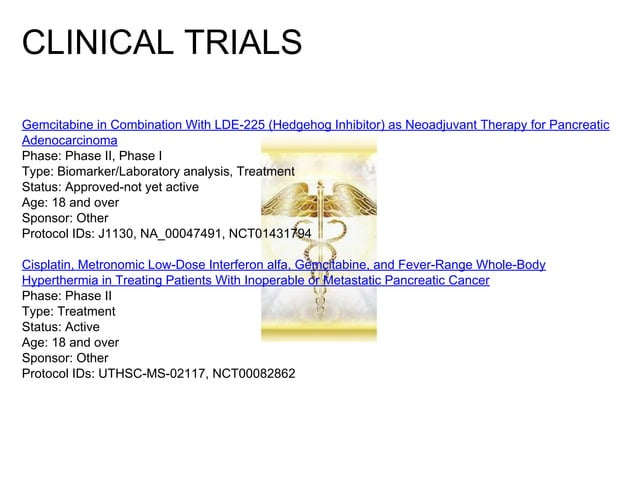 CLINICAL TRIALS
Gemcitabine in Combination With LDE-225 (Hedgehog Inhibitor) as Neoadjuvant Therapy for Pancreatic
Adenocarcinoma
Phase: Phase II, Phase I
Type: Biomarker/Laboratory analysis, Treatment
Status: Approved-not yet active
Age: 18 and over
Sponsor: Other
Protocol IDs: J1130, NA_00047491, NCT01431794
Cisplatin, Metronomic Low-Dose Interferon alfa, Gemcitabine, and Fever-Range Whole-Body
Hyperthermia in Treating Patients With Inoperable or Metastatic Pancreatic Cancer
Phase: Phase II
Type: Treatment
Status: Active
Age: 18 and over
Sponsor: Other
Protocol IDs: UTHSC-MS-02117, NCT00082862